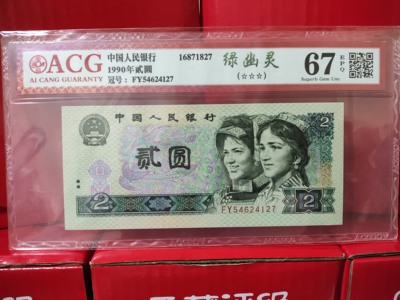 ACG
AI CANG GUARANTY
中国人民银行 16871827
1990年贰圆
冠号: FY54624127
绿幽灵
(☆☆☆)
67 EPQ
Superb Gem Unc
中国人民银行
2
贰圆
2
2
FY54624127